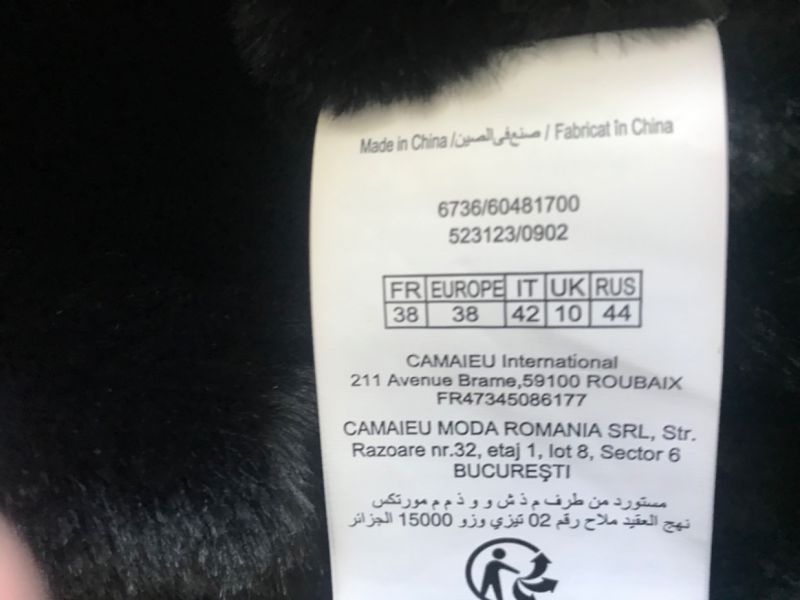 Made in China / صنع في الصين / Fabricat în China
6736/60481700
523123/0902
FR EUROPE IT UK RUS
38 38 42 10 44
CAMAIEU International
211 Avenue Brame,59100 ROUBAIX
FR47345086177
CAMAIEU MODA ROMANIA SRL, Str.
Razoare nr.32, etaj 1, lot 8, Sector 6
BUCUREŞTI
مستورد من طرف م ذ ش و و ذ م م مورتكس
نهج العقيد ملاح رقم 02 تيزي وزو 15000 الجزائر